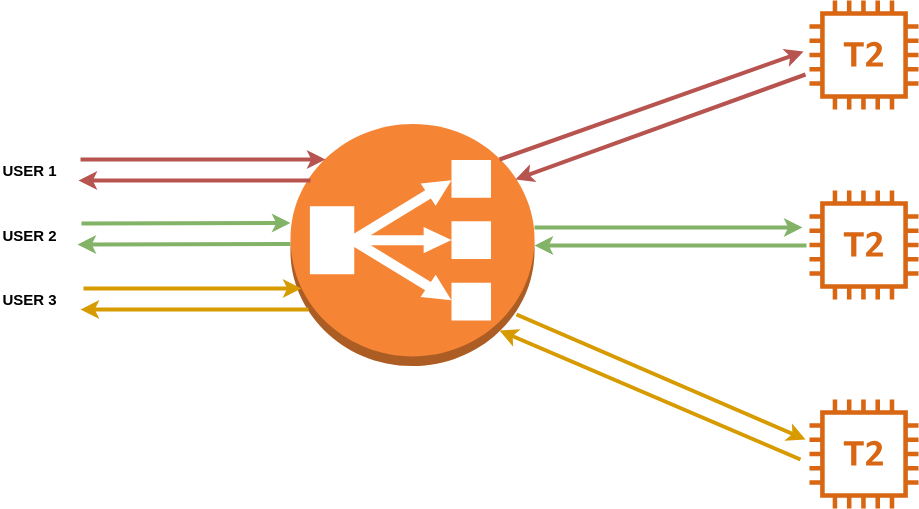 T2
USER 1
USER 2
T2
USER 3
T2